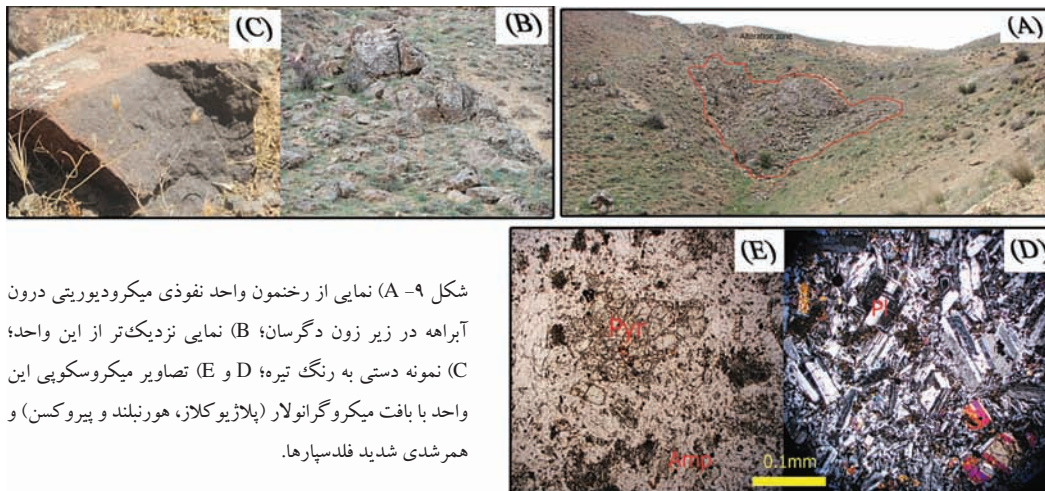 (C)
(B)
(A)
Alteration zone
شکل ۹- A) نمایی از رخنمون واحد نفوذی میکرودیوریتی درون
آبراهه در زیر زون دگرسان؛ B) نمایی نزدیک‌تر از این واحد؛
C) نمونه دستی به رنگ تیره؛ D و E) تصاویر میکروسکوپی این
واحد با بافت میکروگرانولار (پلاژیوکلاز، هورنبلند و پیروکسن) و
همرشدی شدید فلدسپارها.
(E)
(D)
Pyr
Pl
Amp
0.1mm